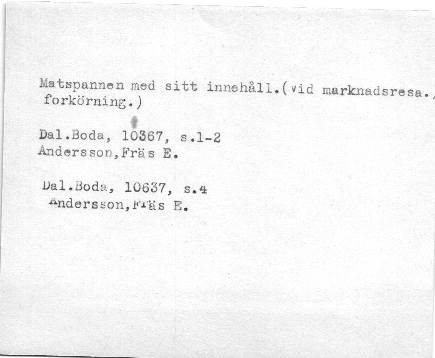 Matspannen med sitt innehåll.(vid marknadsresa.,
forkörning.)
Dal.Boda, 10367, s.1-2
Andersson,Fräs E.
Dal.Boda, 10637, s.4
Andersson,Fräs E.